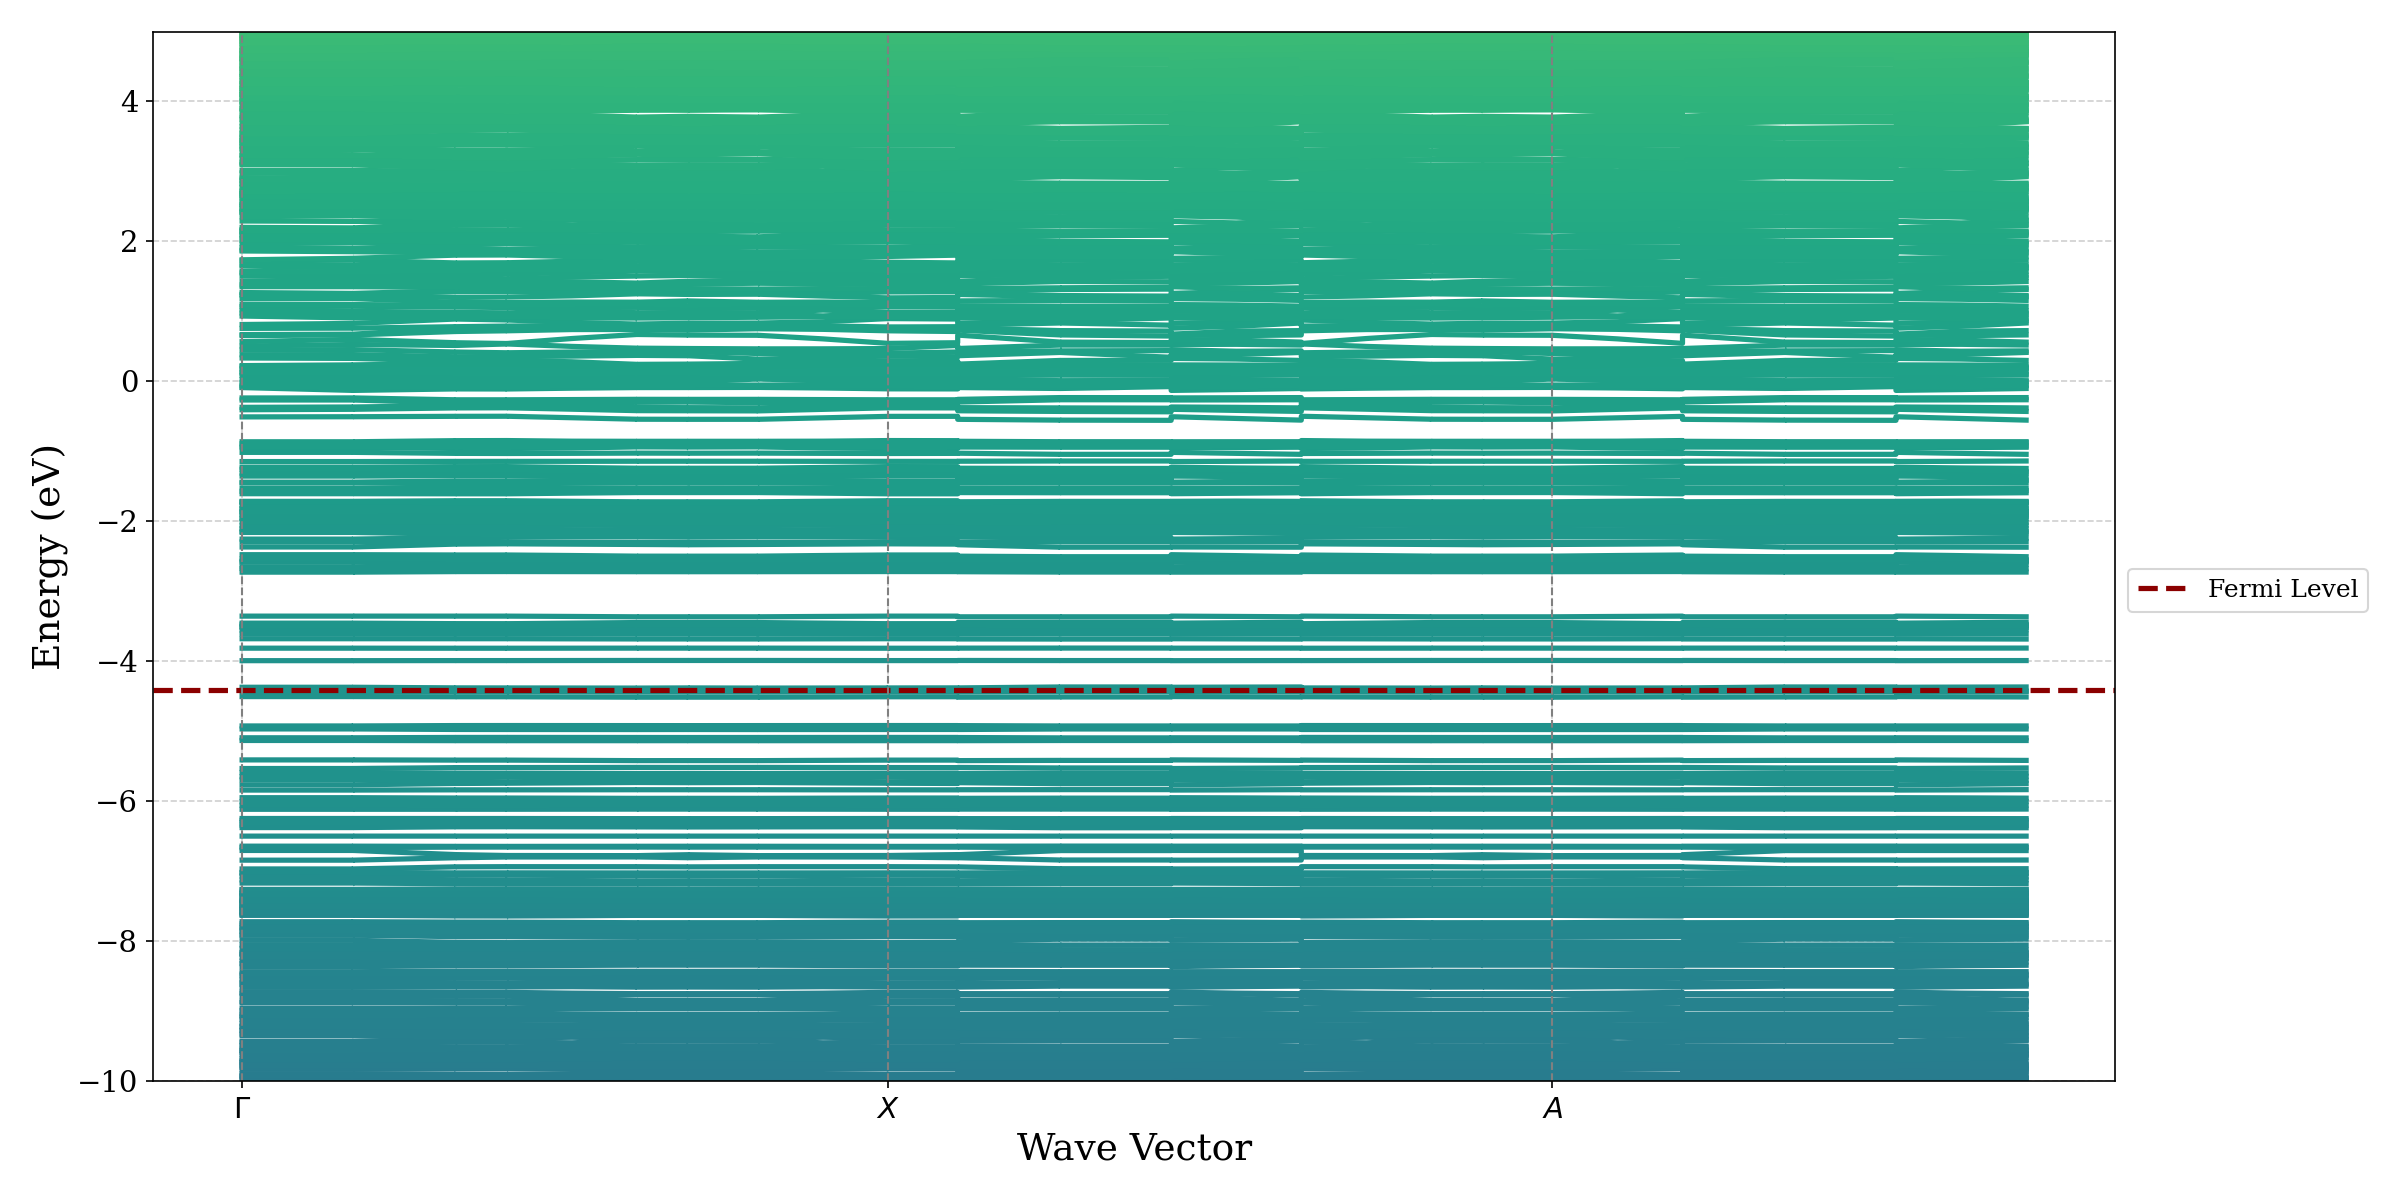 Energy (eV)
4
2
0
−2
−4
−6
−8
−10
Γ
X
A
Wave Vector
Fermi Level